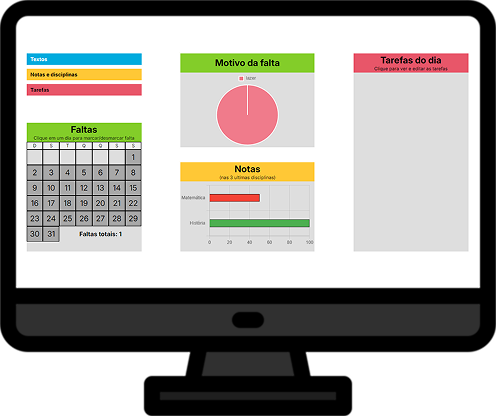 Textos
Notas e disciplinas
Tarefas
Faltas
Clique em um dia para marcar/desmarcar falta
D S T Q Q S S
1
2 3 4 5 6 7 8
9 10 11 12 13 14 15
16 17 18 19 20 21 22
23 24 25 26 27 28 29
30 31 Faltas totais: 1
Motivo da falta
lazer
Notas
(nas 3 ultimas disciplinas)
Matemática
História
0 20 40 60 80 100
Tarefas do dia
Clique para ver e editar as tarefas